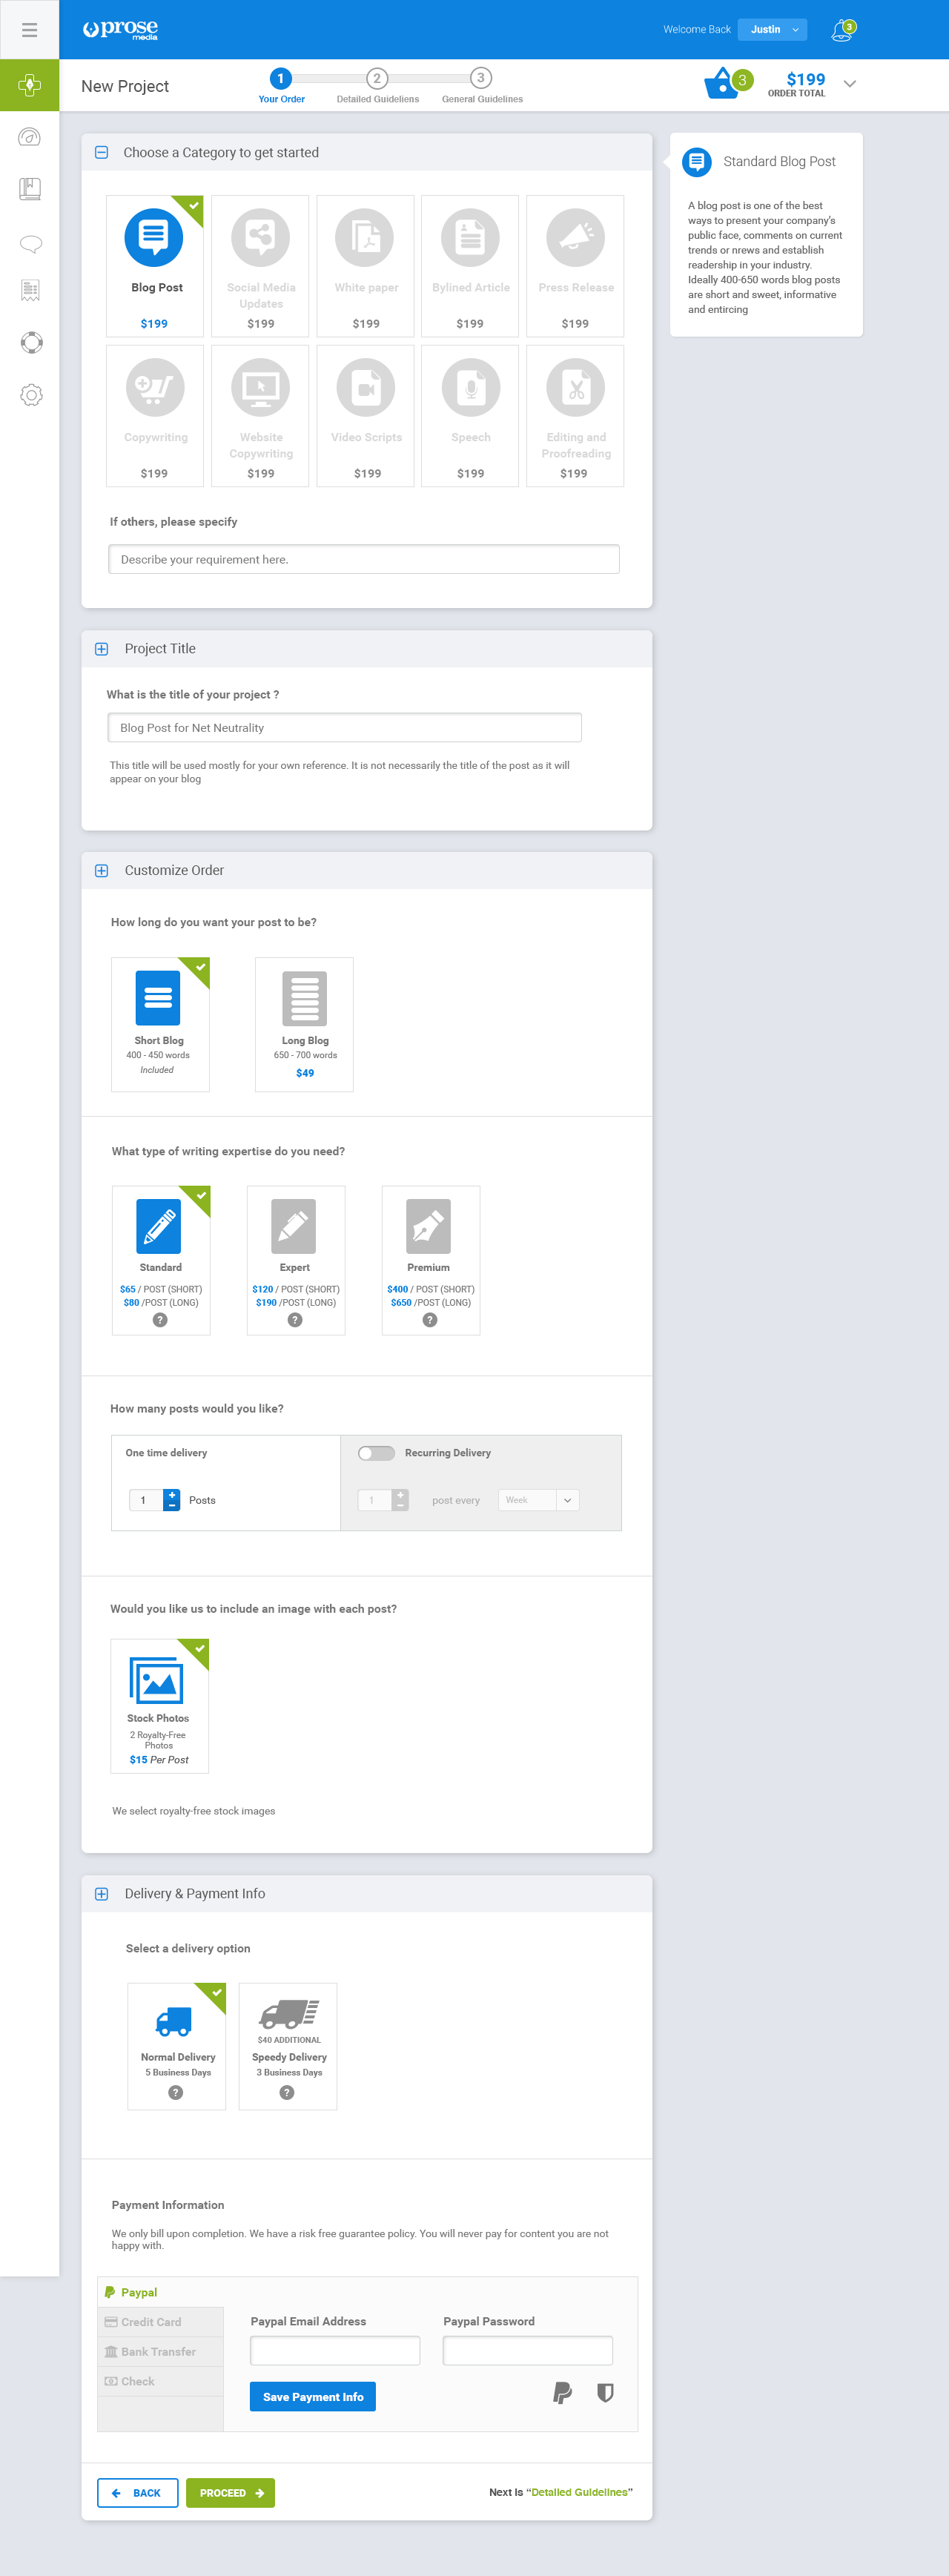 prose
media
Welcome Back
Justin
3
New Project
1
2
3
Your Order
Detailed Guideliens
General Guidelines
3
$199
ORDER TOTAL
Choose a Category to get started
Blog Post
$199
Social Media
Updates
$199
White paper
$199
Bylined Article
$199
Press Release
$199
Copywriting
$199
Website
Copywriting
$199
Video Scripts
$199
Speech
$199
Editing and
Proofreading
$199
If others, please specify
Describe your requirement here.
Standard Blog Post
A blog post is one of the best
ways to present your company's
public face, comments on current
trends or nrews and establish
readership in your industry.
Ideally 400-650 words blog posts
are short and sweet, informative
and entircing
Project Title
What is the title of your project ?
Blog Post for Net Neutrality
This title will be used mostly for your own reference. It is not necessarily the title of the post as it will
appear on your blog
Customize Order
How long do you want your post to be?
Short Blog
400 - 450 words
Included
Long Blog
650 - 700 words
$49
What type of writing expertise do you need?
Standard
$65 / POST (SHORT)
$80 /POST (LONG)
?
Expert
$120 / POST (SHORT)
$190 /POST (LONG)
?
Premium
$400 / POST (SHORT)
$650 /POST (LONG)
?
How many posts would you like?
One time delivery
1
Posts
Recurring Delivery
1
post every
Week
Would you like us to include an image with each post?
Stock Photos
2 Royalty-Free
Photos
$15 Per Post
We select royalty-free stock images
Delivery & Payment Info
Select a delivery option
Normal Delivery
5 Business Days
?
$40 ADDITIONAL
Speedy Delivery
3 Business Days
?
Payment Information
We only bill upon completion. We have a risk free guarantee policy. You will never pay for content you are not
happy with.
Paypal
Credit Card
Bank Transfer
Check
Paypal Email Address
Paypal Password
Save Payment Info
BACK
PROCEED
Next is “Detailed Guidelines”